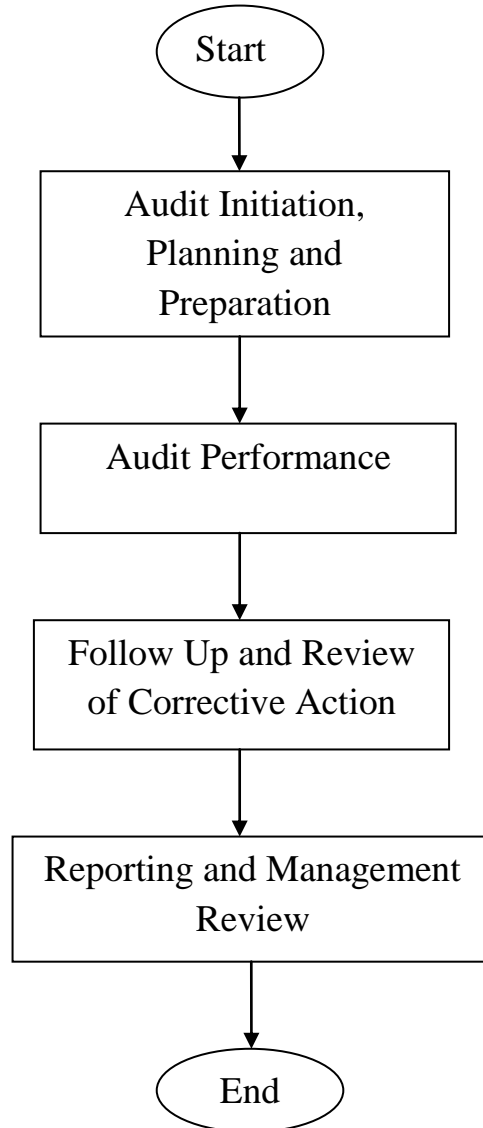 Start
Audit Initiation,
Planning and
Preparation
Audit Performance
Follow Up and Review
of Corrective Action
Reporting and Management
Review
End